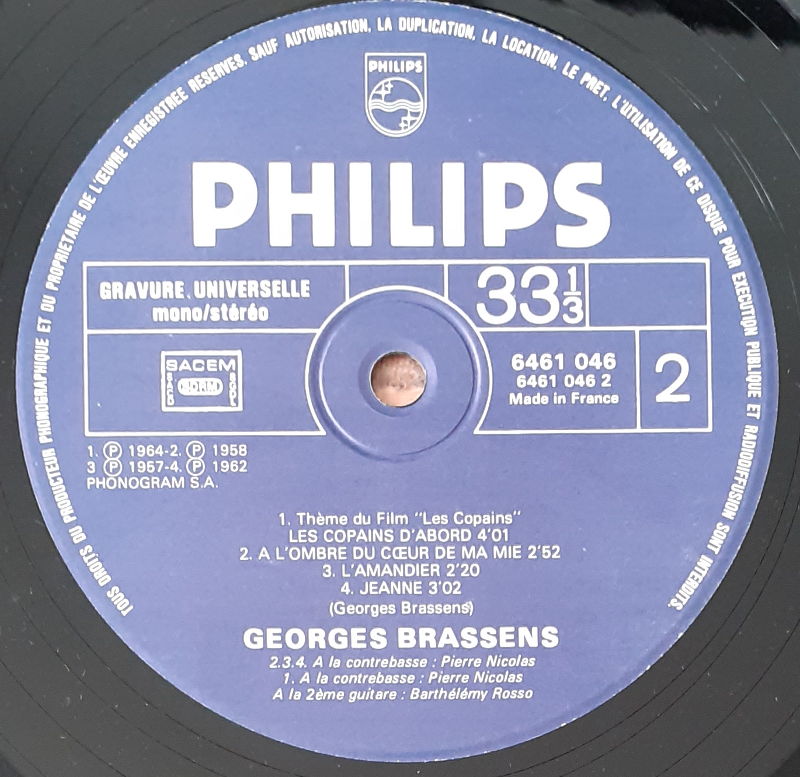 TOUS DROITS DU PRODUCTEUR PHONOGRAPHIQUE ET DU PROPRIETAIRE DE L'ŒUVRE ENREGISTREE RESERVES. SAUF AUTORISATION, LA DUPLICATION, LA LOCATION, LE PRET, L'UTILISATION DE CE DISQUE POUR EXECUTION PUBLIQUE ET RADIODIFFUSION SONT INTERDITS.
PHILIPS
PHILIPS
GRAVURE UNIVERSELLE
mono/stéréo
33 1/3
SACEM
SACD
SDRM
SGDL
6461 046
6461 046 2
Made in France
2
1. Ⓟ 1964-2. Ⓟ 1958
3 Ⓟ 1957-4. Ⓟ 1962
PHONOGRAM S.A.
1. Thème du Film "Les Copains"
LES COPAINS D'ABORD 4'01
2. A L'OMBRE DU CŒUR DE MA MIE 2'52
3. L'AMANDIER 2'20
4. JEANNE 3'02
(Georges Brassens)
GEORGES BRASSENS
2.3.4. A la contrebasse : Pierre Nicolas
1. A la contrebasse : Pierre Nicolas
A la 2ème guitare : Barthélémy Rosso